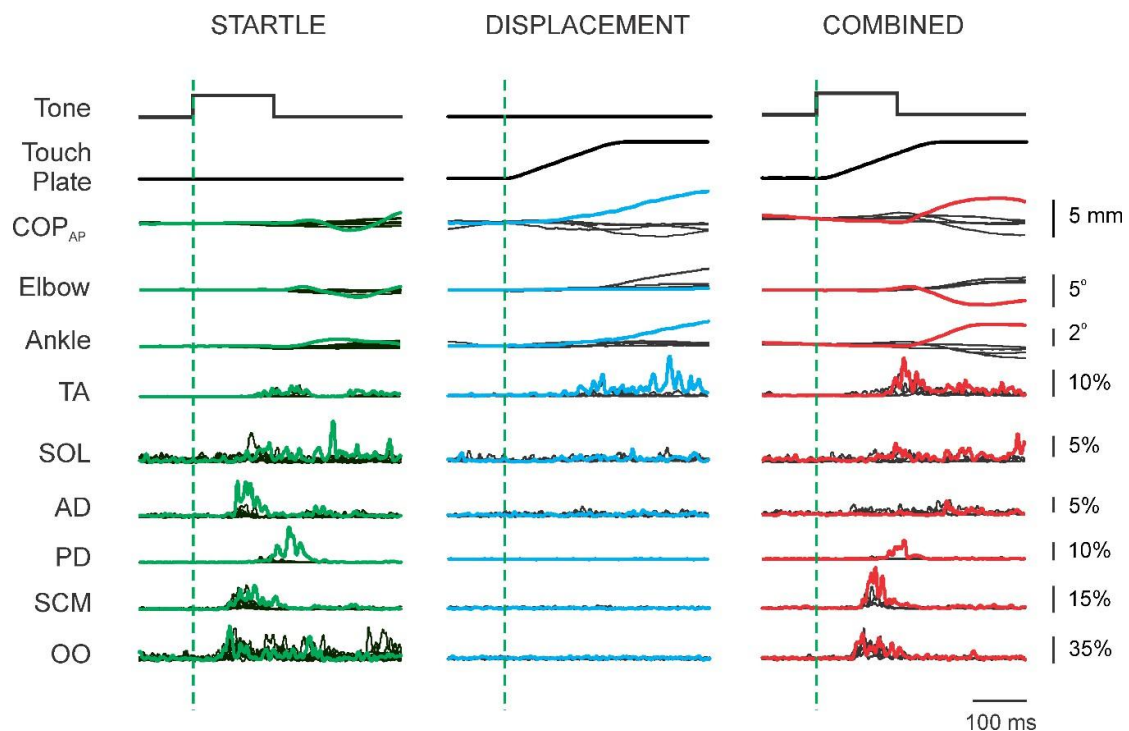 STARTLE DISPLACEMENT COMBINED
Tone
Touch
Plate
COPAP 5 mm
Elbow 5°
Ankle 2°
TA 10%
SOL 5%
AD 5%
PD 10%
SCM 15%
OO 35%
100 ms